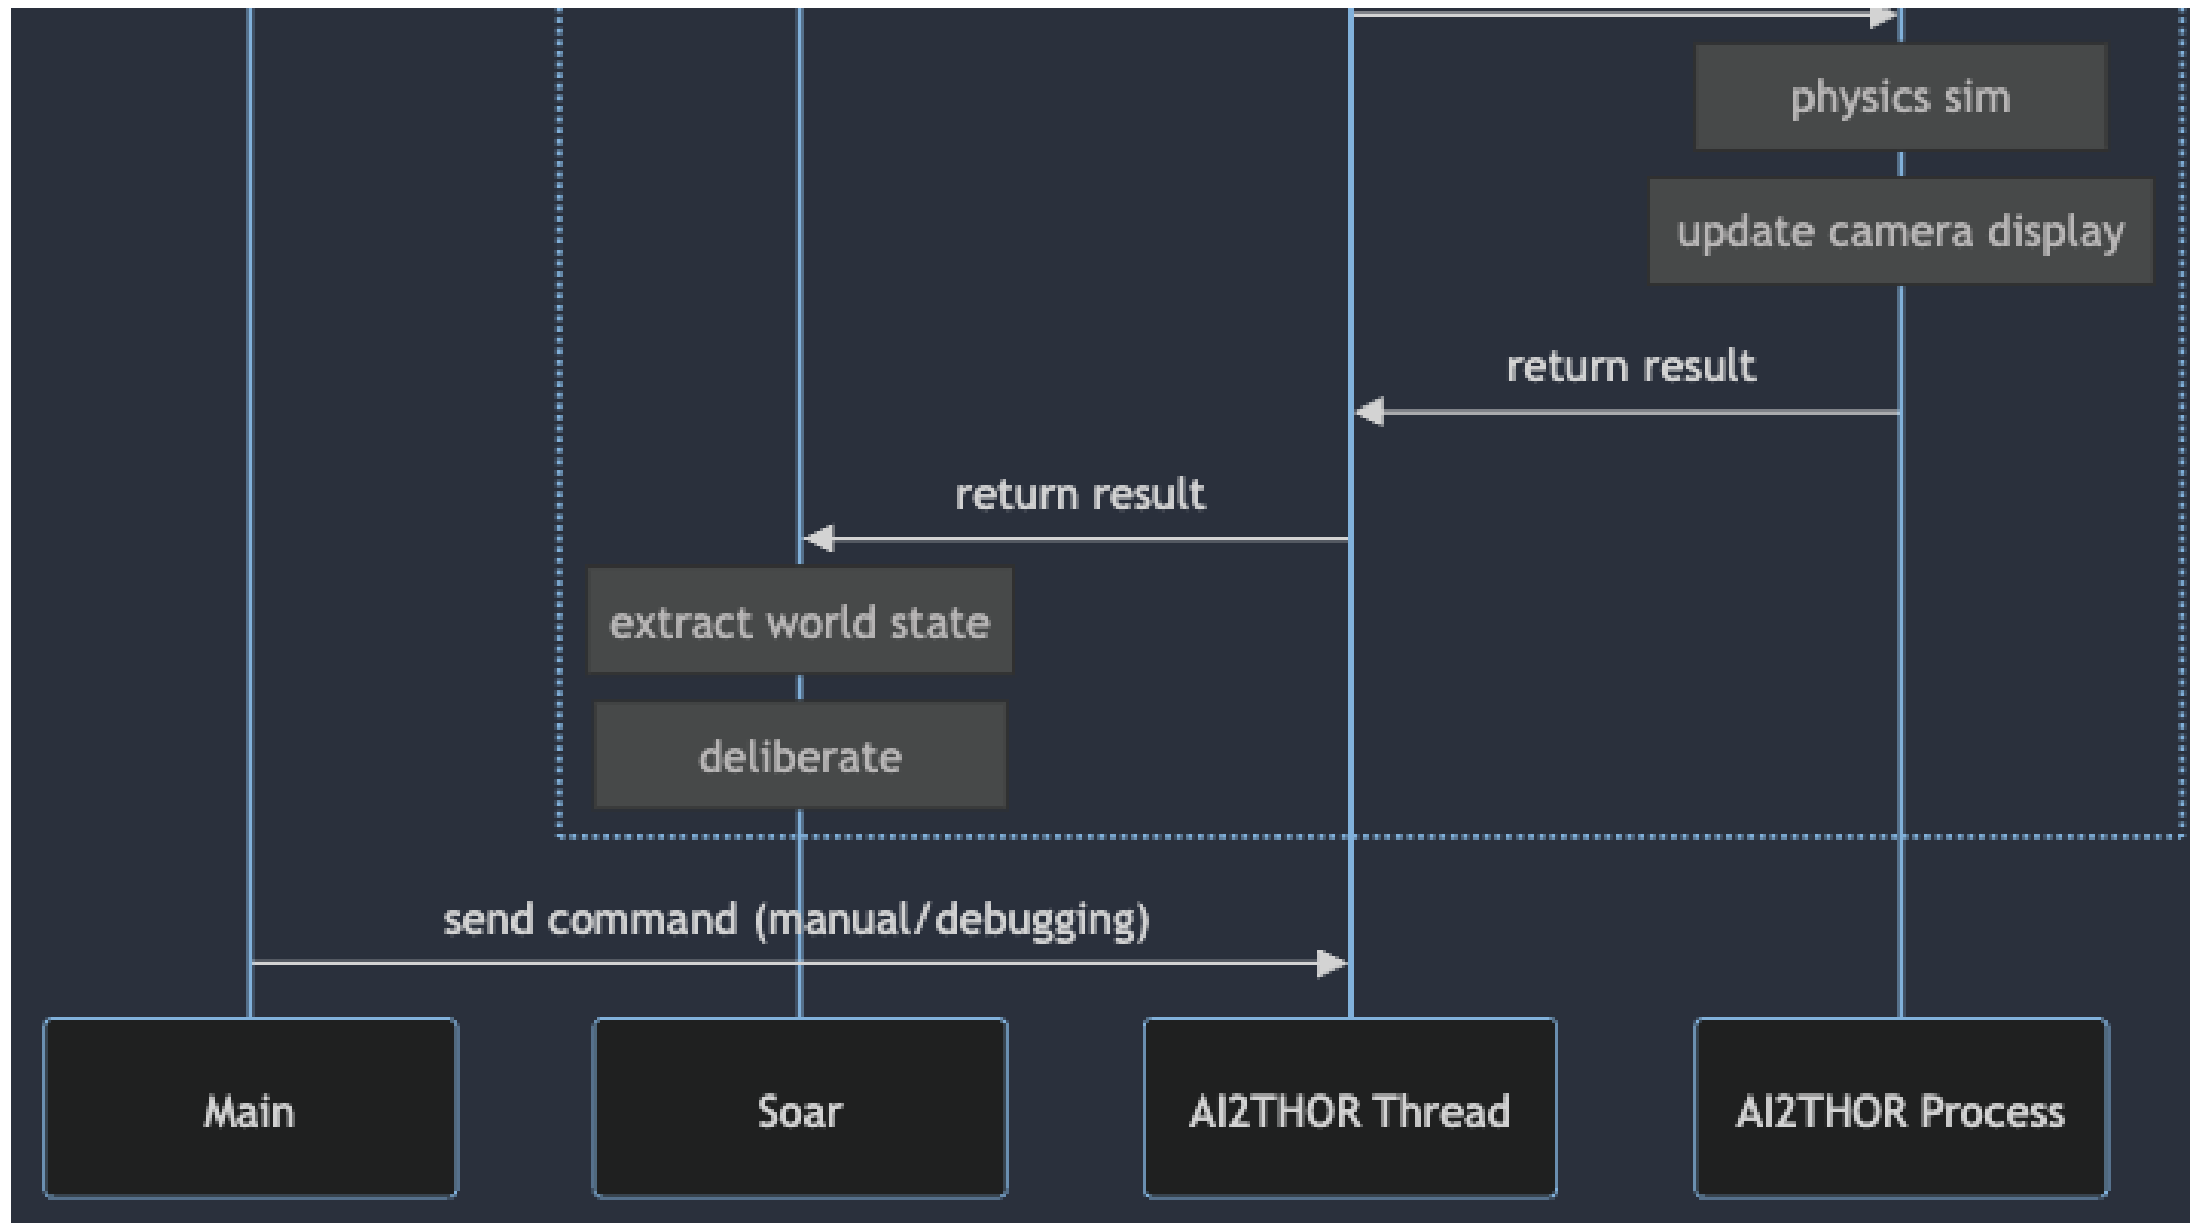 physics sim
update camera display
return result
return result
extract world state
deliberate
send command (manual/debugging)
Main
Soar
AI2THOR Thread
AI2THOR Process